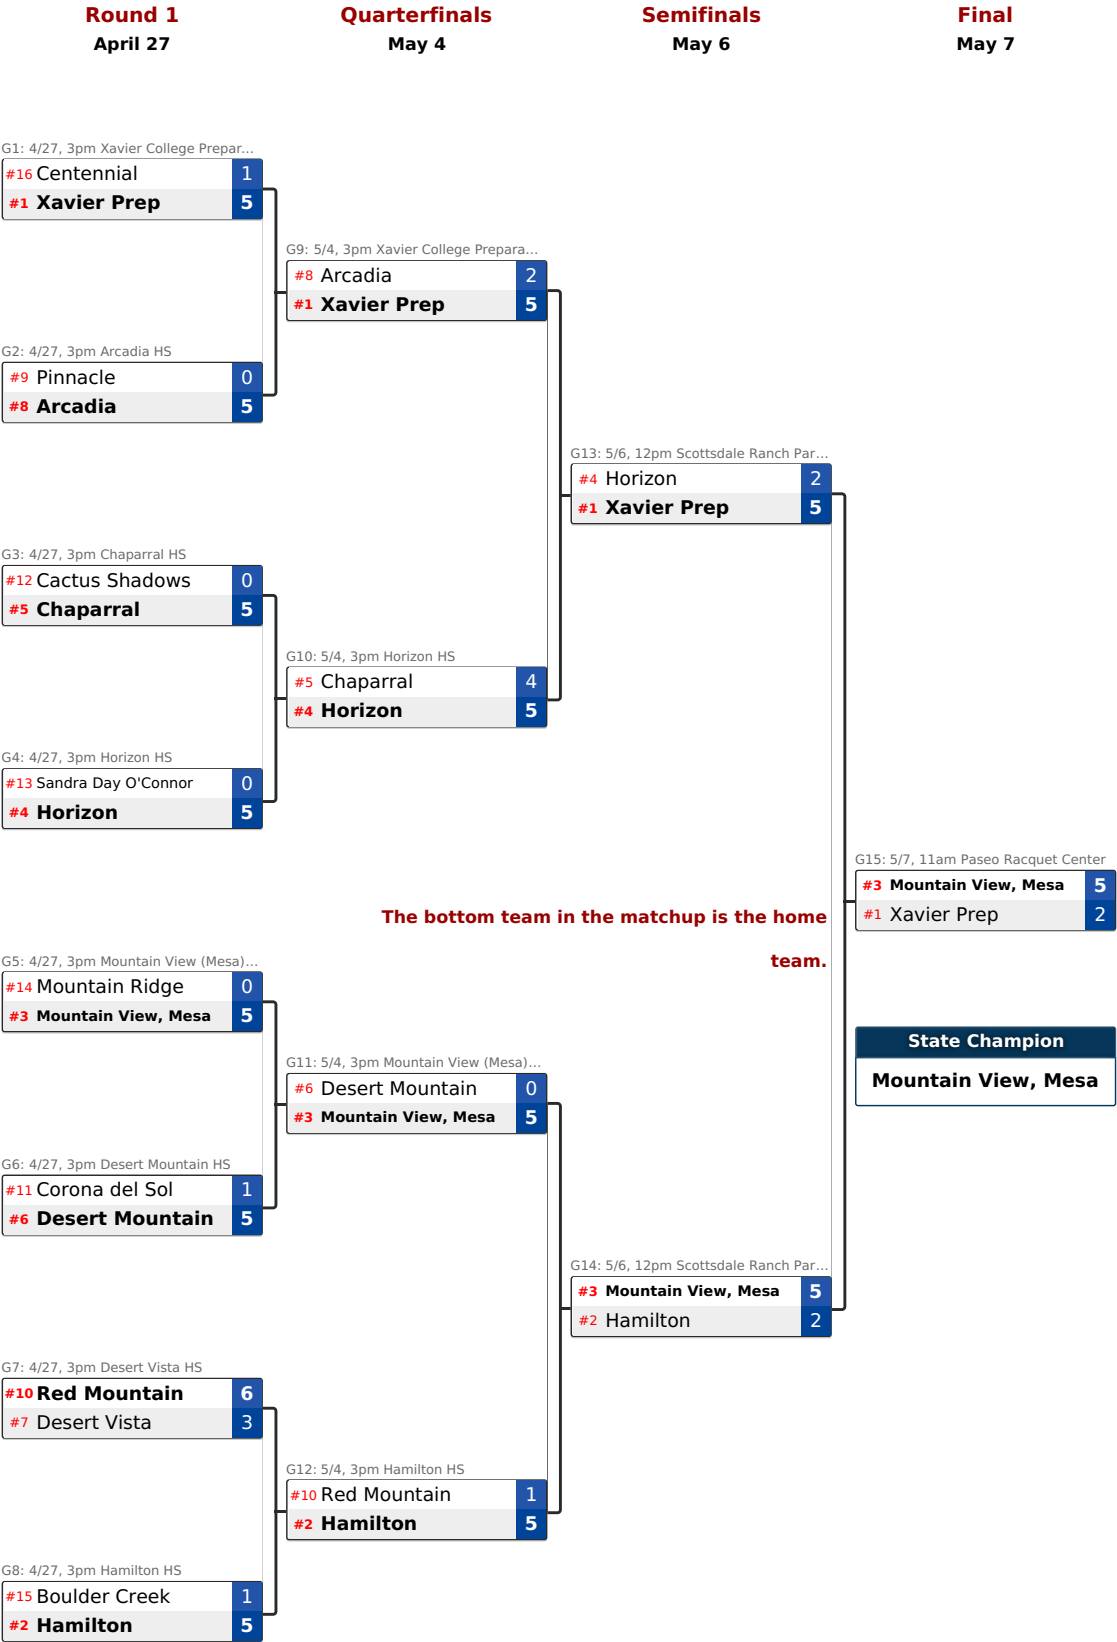 Round 1
April 27
Quarterfinals
May 4
Semifinals
May 6
Final
May 7
G1: 4/27, 3pm Xavier College Prepar...
#16 Centennial 1
#1 Xavier Prep 5
G2: 4/27, 3pm Arcadia HS
#9 Pinnacle 0
#8 Arcadia 5
G3: 4/27, 3pm Chaparral HS
#12 Cactus Shadows 0
#5 Chaparral 5
G4: 4/27, 3pm Horizon HS
#13 Sandra Day O'Connor 0
#4 Horizon 5
G5: 4/27, 3pm Mountain View (Mesa)...
#14 Mountain Ridge 0
#3 Mountain View, Mesa 5
G6: 4/27, 3pm Desert Mountain HS
#11 Corona del Sol 1
#6 Desert Mountain 5
G7: 4/27, 3pm Desert Vista HS
#10 Red Mountain 6
#7 Desert Vista 3
G8: 4/27, 3pm Hamilton HS
#15 Boulder Creek 1
#2 Hamilton 5
G9: 5/4, 3pm Xavier College Prepara...
#8 Arcadia 2
#1 Xavier Prep 5
G10: 5/4, 3pm Horizon HS
#5 Chaparral 4
#4 Horizon 5
G11: 5/4, 3pm Mountain View (Mesa)...
#6 Desert Mountain 0
#3 Mountain View, Mesa 5
G12: 5/4, 3pm Hamilton HS
#10 Red Mountain 1
#2 Hamilton 5
G13: 5/6, 12pm Scottsdale Ranch Par...
#4 Horizon 2
#1 Xavier Prep 5
The bottom team in the matchup is the home
team.
G14: 5/6, 12pm Scottsdale Ranch Par...
#3 Mountain View, Mesa 5
#2 Hamilton 2
G15: 5/7, 11am Paseo Racquet Center
#3 Mountain View, Mesa 5
#1 Xavier Prep 2
State Champion
Mountain View, Mesa